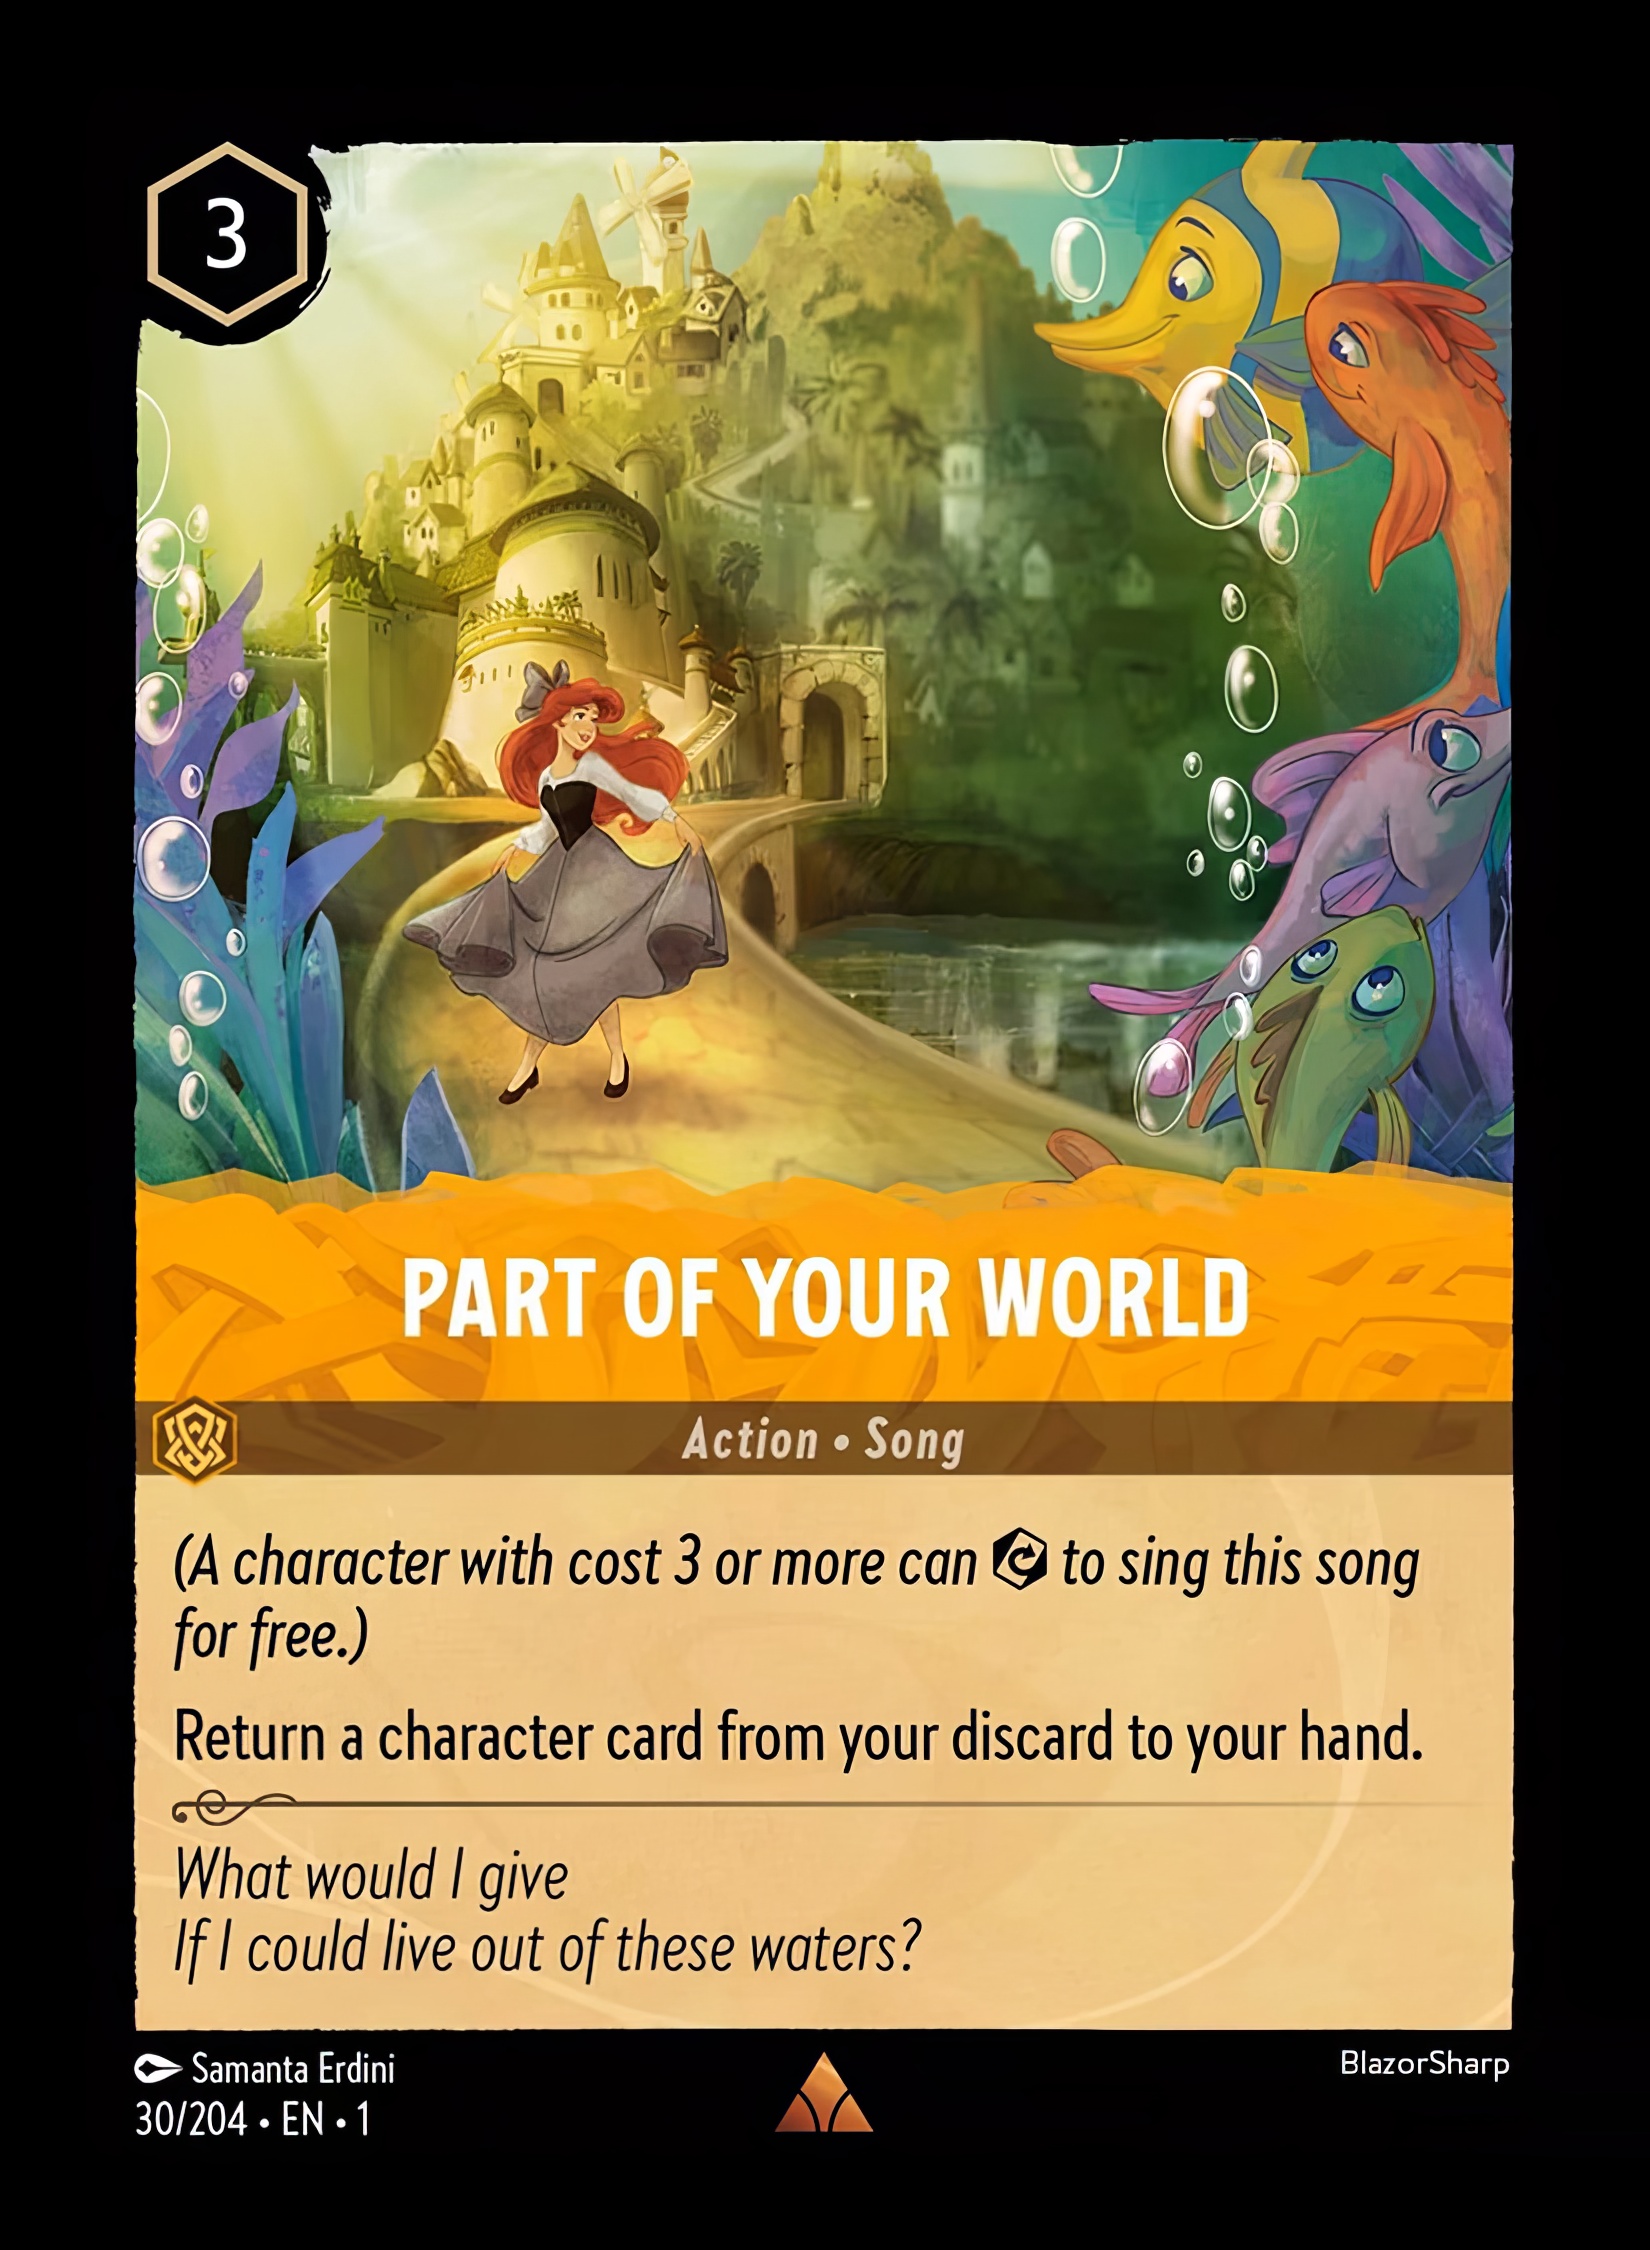 3
PART OF YOUR WORLD
Action • Song
(A character with cost 3 or more can to sing this song
for free.)
Return a character card from your discard to your hand.
What would I give
If I could live out of these waters?
Samanta Erdini
BlazorSharp
30/204 • EN • 1